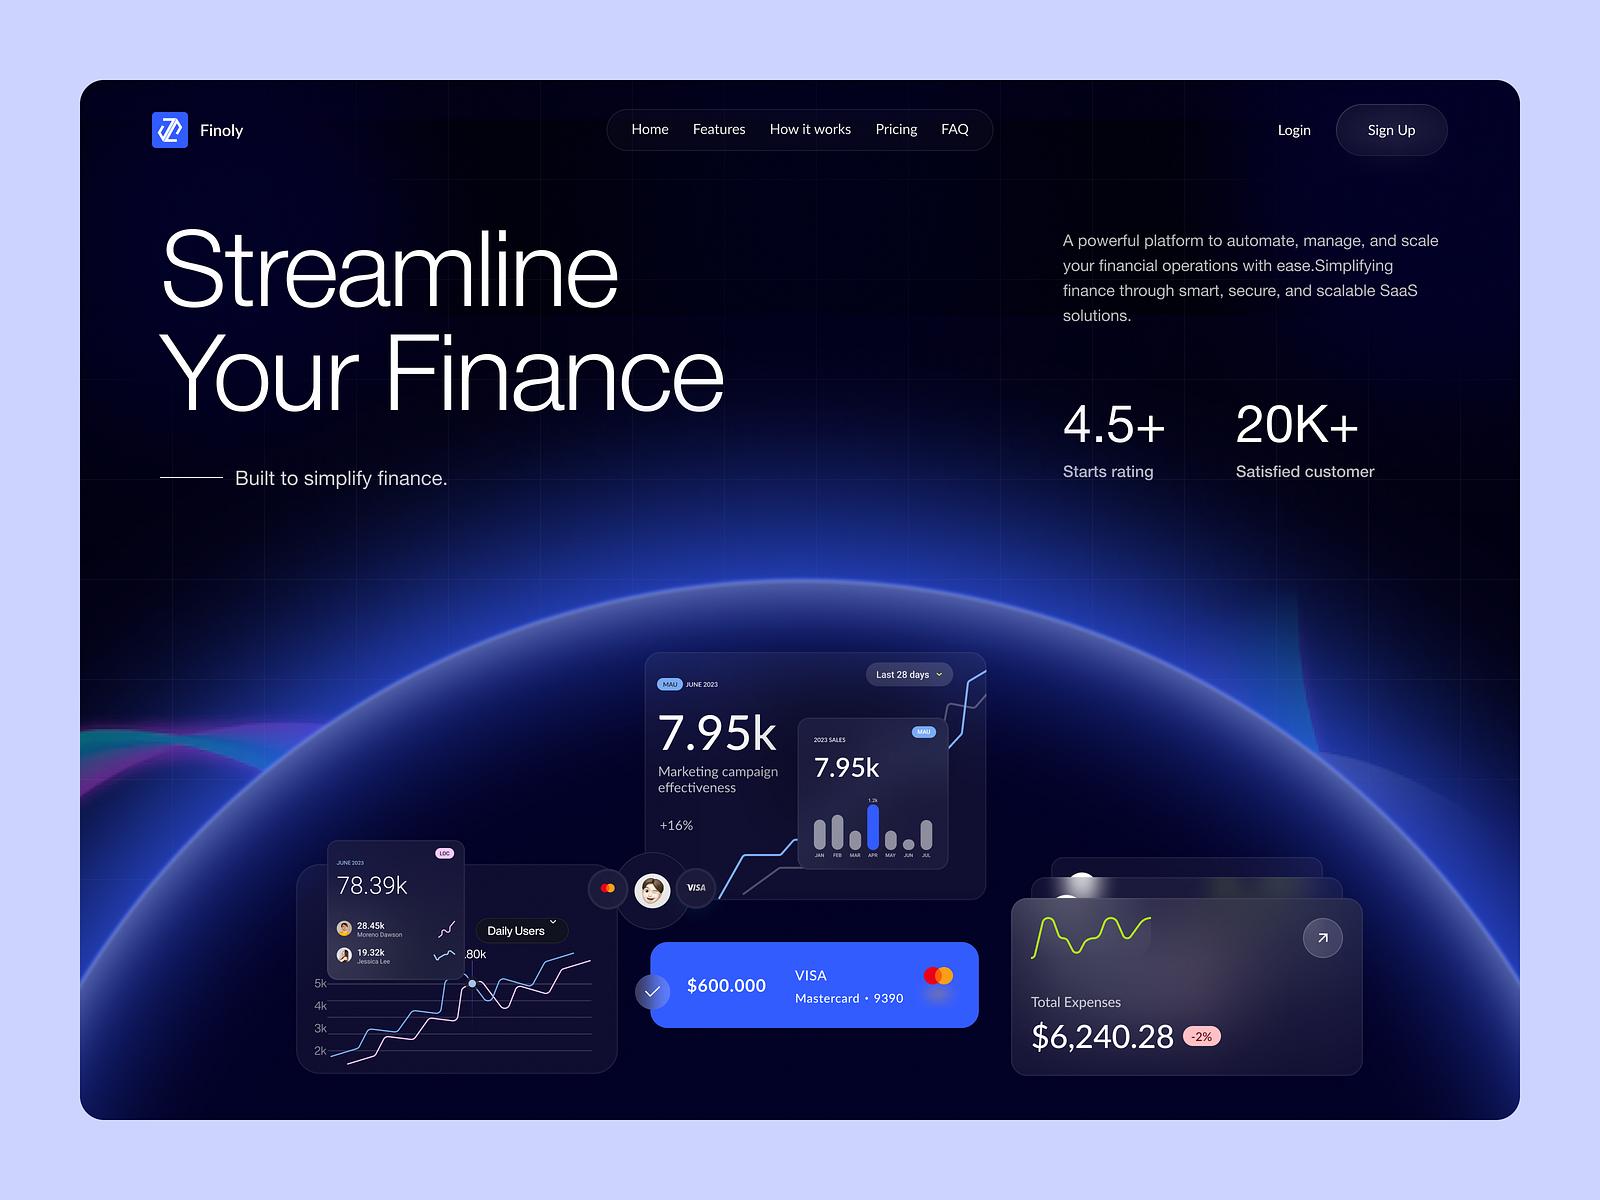 Finoly
Home Features How it works Pricing FAQ
Login
Sign Up
Streamline
Your Finance
Built to simplify finance.
A powerful platform to automate, manage, and scale
your financial operations with ease.Simplifying
finance through smart, secure, and scalable SaaS
solutions.
4.5+
Starts rating
20K+
Satisfied customer
MAU JUNE 2023
Last 28 days
7.95k
Marketing campaign
effectiveness
+16%
2023 SALES
MAU
7.95k
1.2k
JAN FEB MAR APR MAY JUN JUL
LOC
JUNE 2023
78.39k
28.45k
Moreno Dawson
19.32k
Jessica Lee
Daily Users
.80k
5k
4k
3k
2k
VISA
$600.000
VISA
Mastercard • 9390
Total Expenses
$6,240.28
-2%